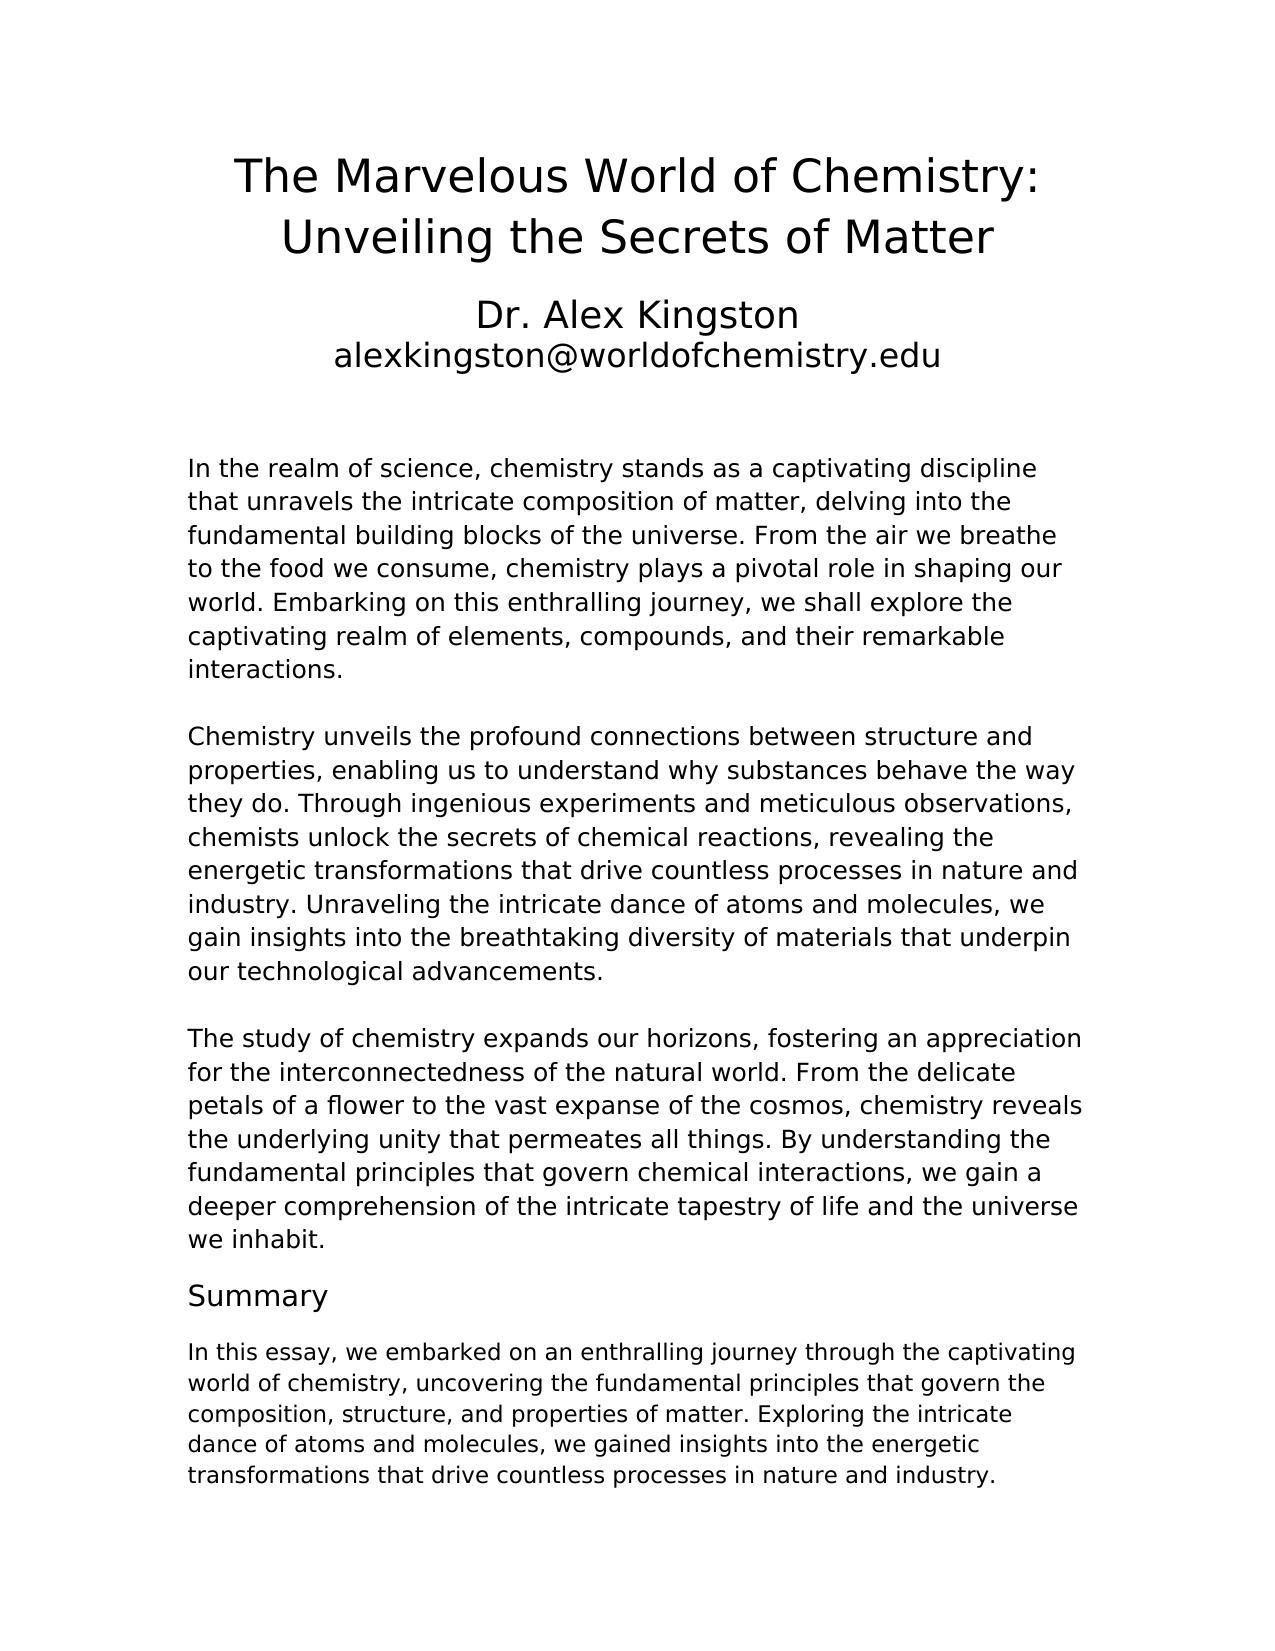 The Marvelous World of Chemistry:
Unveiling the Secrets of Matter
Dr. Alex Kingston
alexkingston@worldofchemistry.edu
In the realm of science, chemistry stands as a captivating discipline
that unravels the intricate composition of matter, delving into the
fundamental building blocks of the universe. From the air we breathe
to the food we consume, chemistry plays a pivotal role in shaping our
world. Embarking on this enthralling journey, we shall explore the
captivating realm of elements, compounds, and their remarkable
interactions.
Chemistry unveils the profound connections between structure and
properties, enabling us to understand why substances behave the way
they do. Through ingenious experiments and meticulous observations,
chemists unlock the secrets of chemical reactions, revealing the
energetic transformations that drive countless processes in nature and
industry. Unraveling the intricate dance of atoms and molecules, we
gain insights into the breathtaking diversity of materials that underpin
our technological advancements.
The study of chemistry expands our horizons, fostering an appreciation
for the interconnectedness of the natural world. From the delicate
petals of a flower to the vast expanse of the cosmos, chemistry reveals
the underlying unity that permeates all things. By understanding the
fundamental principles that govern chemical interactions, we gain a
deeper comprehension of the intricate tapestry of life and the universe
we inhabit.
Summary
In this essay, we embarked on an enthralling journey through the captivating
world of chemistry, uncovering the fundamental principles that govern the
composition, structure, and properties of matter. Exploring the intricate
dance of atoms and molecules, we gained insights into the energetic
transformations that drive countless processes in nature and industry.